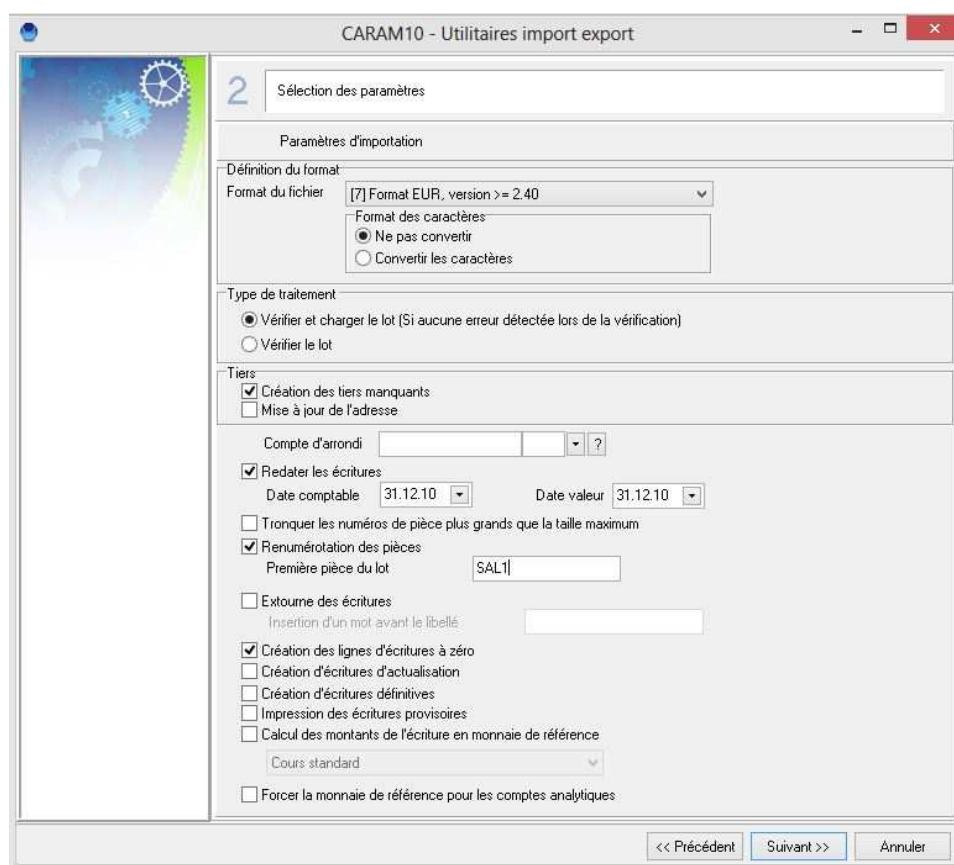 CARAM10 - Utilitaires import export
2 Sélection des paramètres
Paramètres d'importation
Définition du format
Format du fichier [7] Format EUR, version >= 2.40
Format des caractères
Ne pas convertir
Convertir les caractères
Type de traitement
Vérifier et charger le lot (Si aucune erreur détectée lors de la vérification)
Vérifier le lot
Tiers
Création des tiers manquants
Mise à jour de l'adresse
Compte d'arrondi ?
Redater les écritures
Date comptable 31.12.10 Date valeur 31.12.10
Tronquer les numéros de pièce plus grands que la taille maximum
Renumérotation des pièces
Première pièce du lot SAL1
Extourne des écritures
Insertion d'un mot avant le libellé
Création des lignes d'écritures à zéro
Création d'écritures d'actualisation
Création d'écritures définitives
Impression des écritures provisoires
Calcul des montants de l'écriture en monnaie de référence
Cours standard
Forcer la monnaie de référence pour les comptes analytiques
<< Précédent Suivant >> Annuler